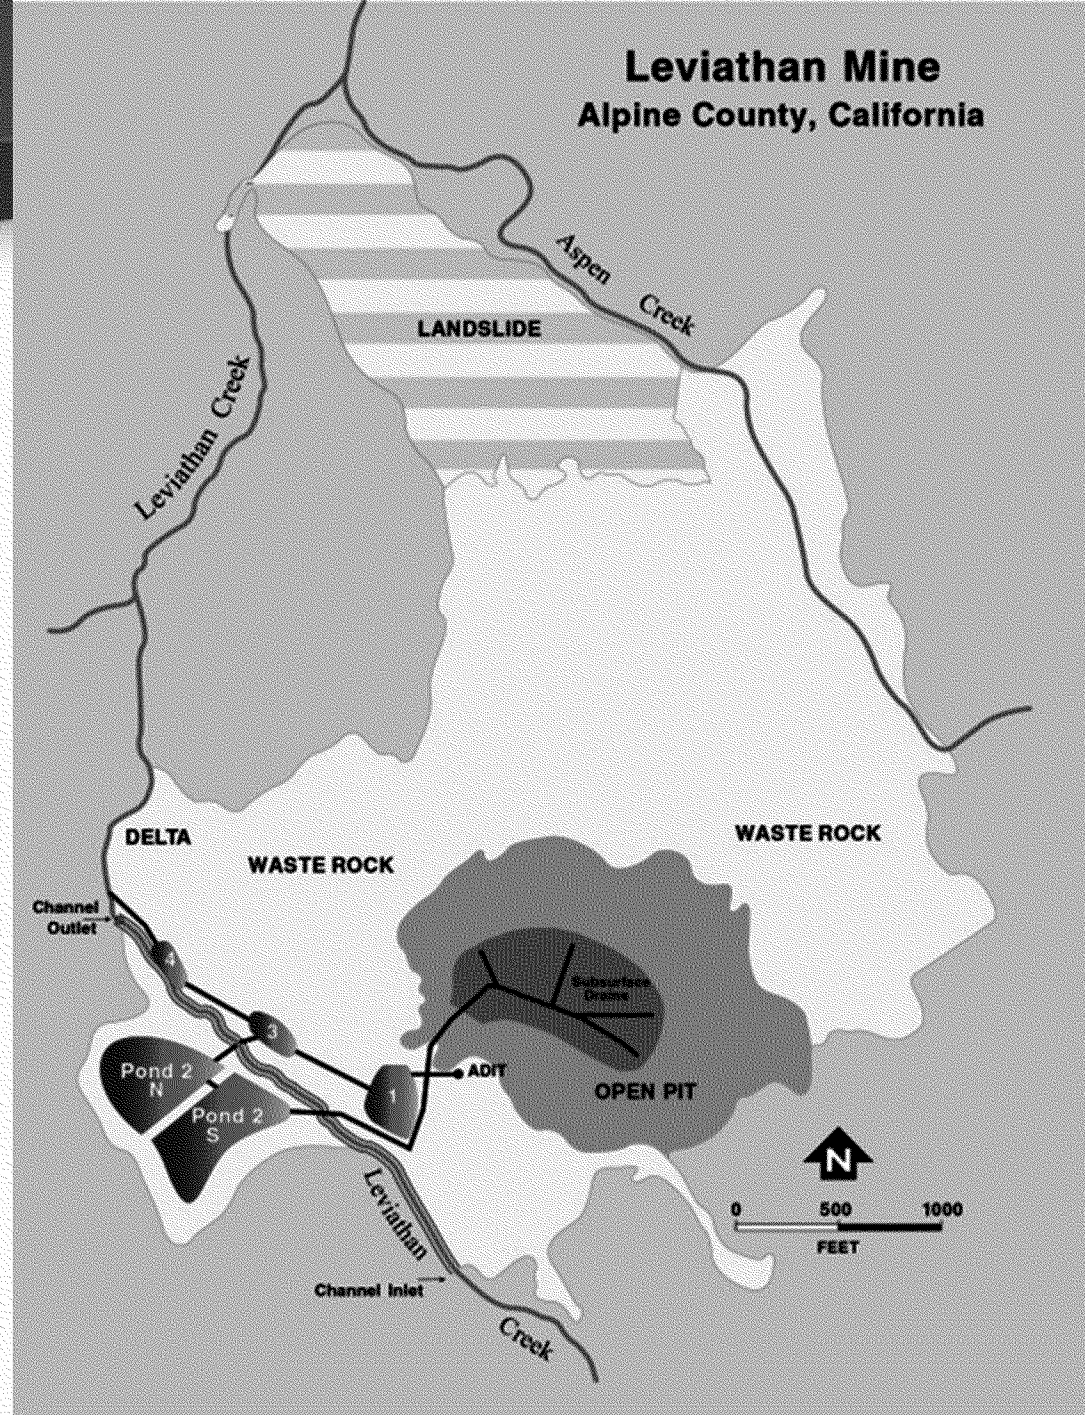 Leviathan Mine
Alpine County, California
Aspen
Creek
LANDSLIDE
Leviathan Creek
DELTA
WASTE ROCK
WASTE ROCK
Channel
Outlet
4
Subsurface
Drains
3
Pond 2
N
ADIT
1
OPEN PIT
Pond 2
S
N
Leviathan
0 500 1000
FEET
Channel Inlet
Creek